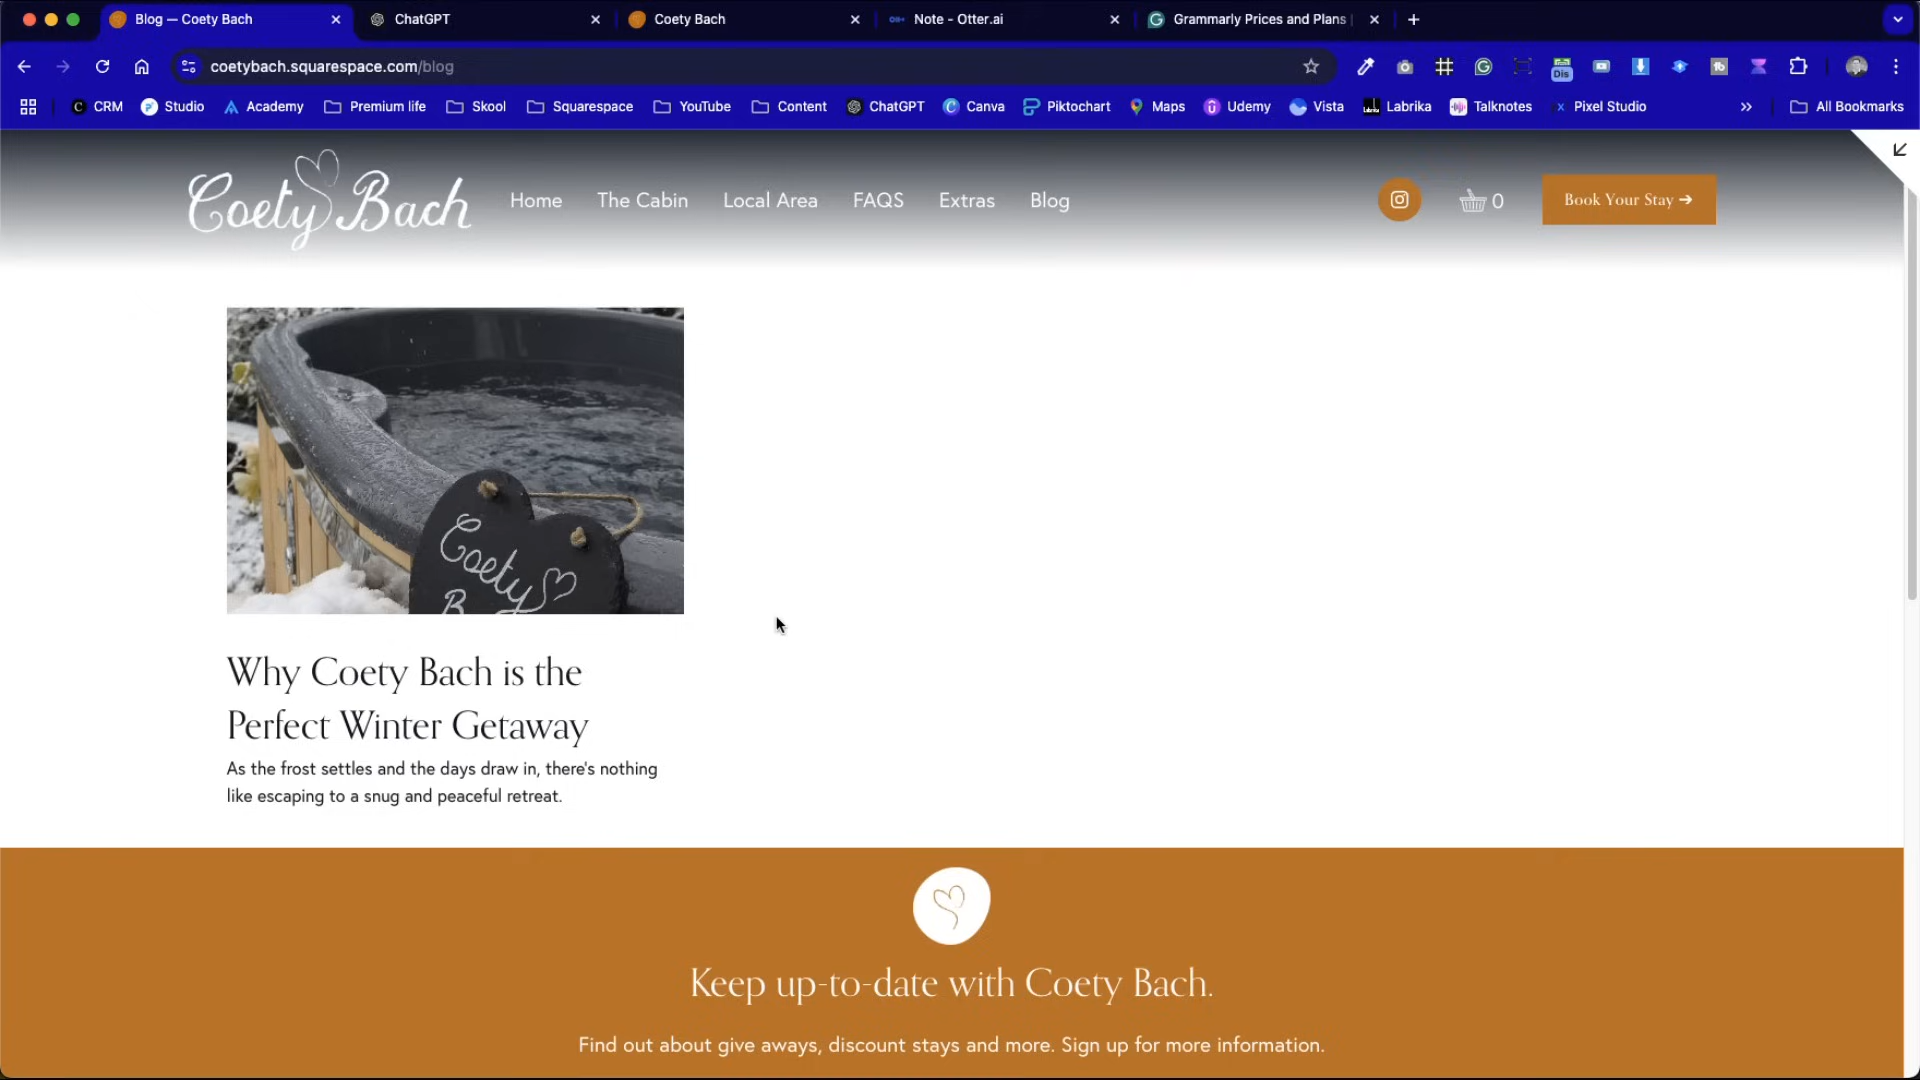 Blog — Coety Bach
ChatGPT
Coety Bach
Note - Otter.ai
Grammarly Prices and Plans
coetybach.squarespace.com/blog
Dis
CRM
Studio
Academy
Premium life
Skool
Squarespace
YouTube
Content
ChatGPT
Canva
Piktochart
Maps
Udemy
Vista
Labrika
Talknotes
Pixel Studio
All Bookmarks
Coety Bach
Home
The Cabin
Local Area
FAQS
Extras
Blog
0
Book Your Stay →
Coety
B
Why Coety Bach is the
Perfect Winter Getaway
As the frost settles and the days draw in, there's nothing
like escaping to a snug and peaceful retreat.
Keep up-to-date with Coety Bach.
Find out about give aways, discount stays and more. Sign up for more information.